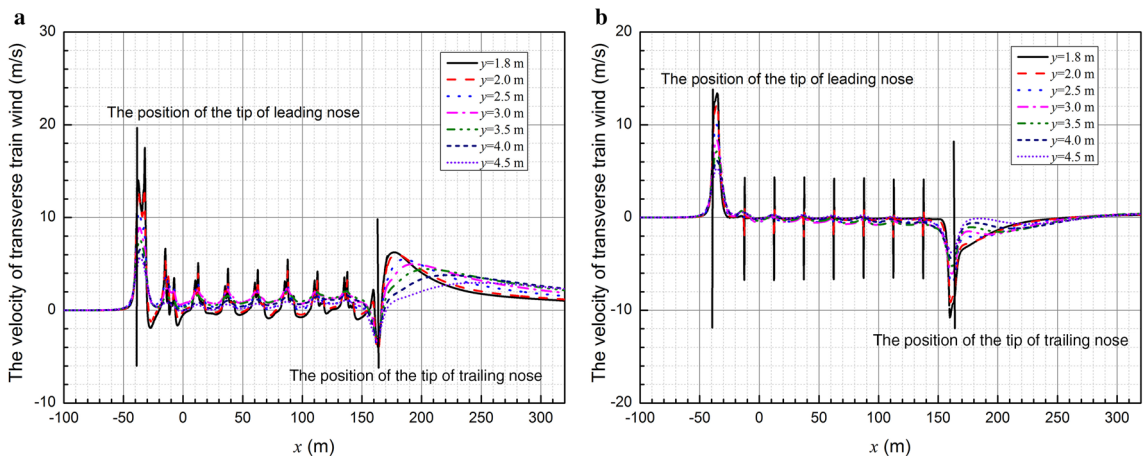 a
The velocity of transverse train wind (m/s)
30
20
10
0
-10
y=1.8 m
y=2.0 m
y=2.5 m
y=3.0 m
y=3.5 m
y=4.0 m
y=4.5 m
The position of the tip of leading nose
The position of the tip of trailing nose
-100 -50 0 50 100 150 200 250 300
x (m)
b
The velocity of transverse train wind (m/s)
20
10
0
-10
-20
y=1.8 m
y=2.0 m
y=2.5 m
y=3.0 m
y=3.5 m
y=4.0 m
y=4.5 m
The position of the tip of leading nose
The position of the tip of trailing nose
-100 -50 0 50 100 150 200 250 300
x (m)